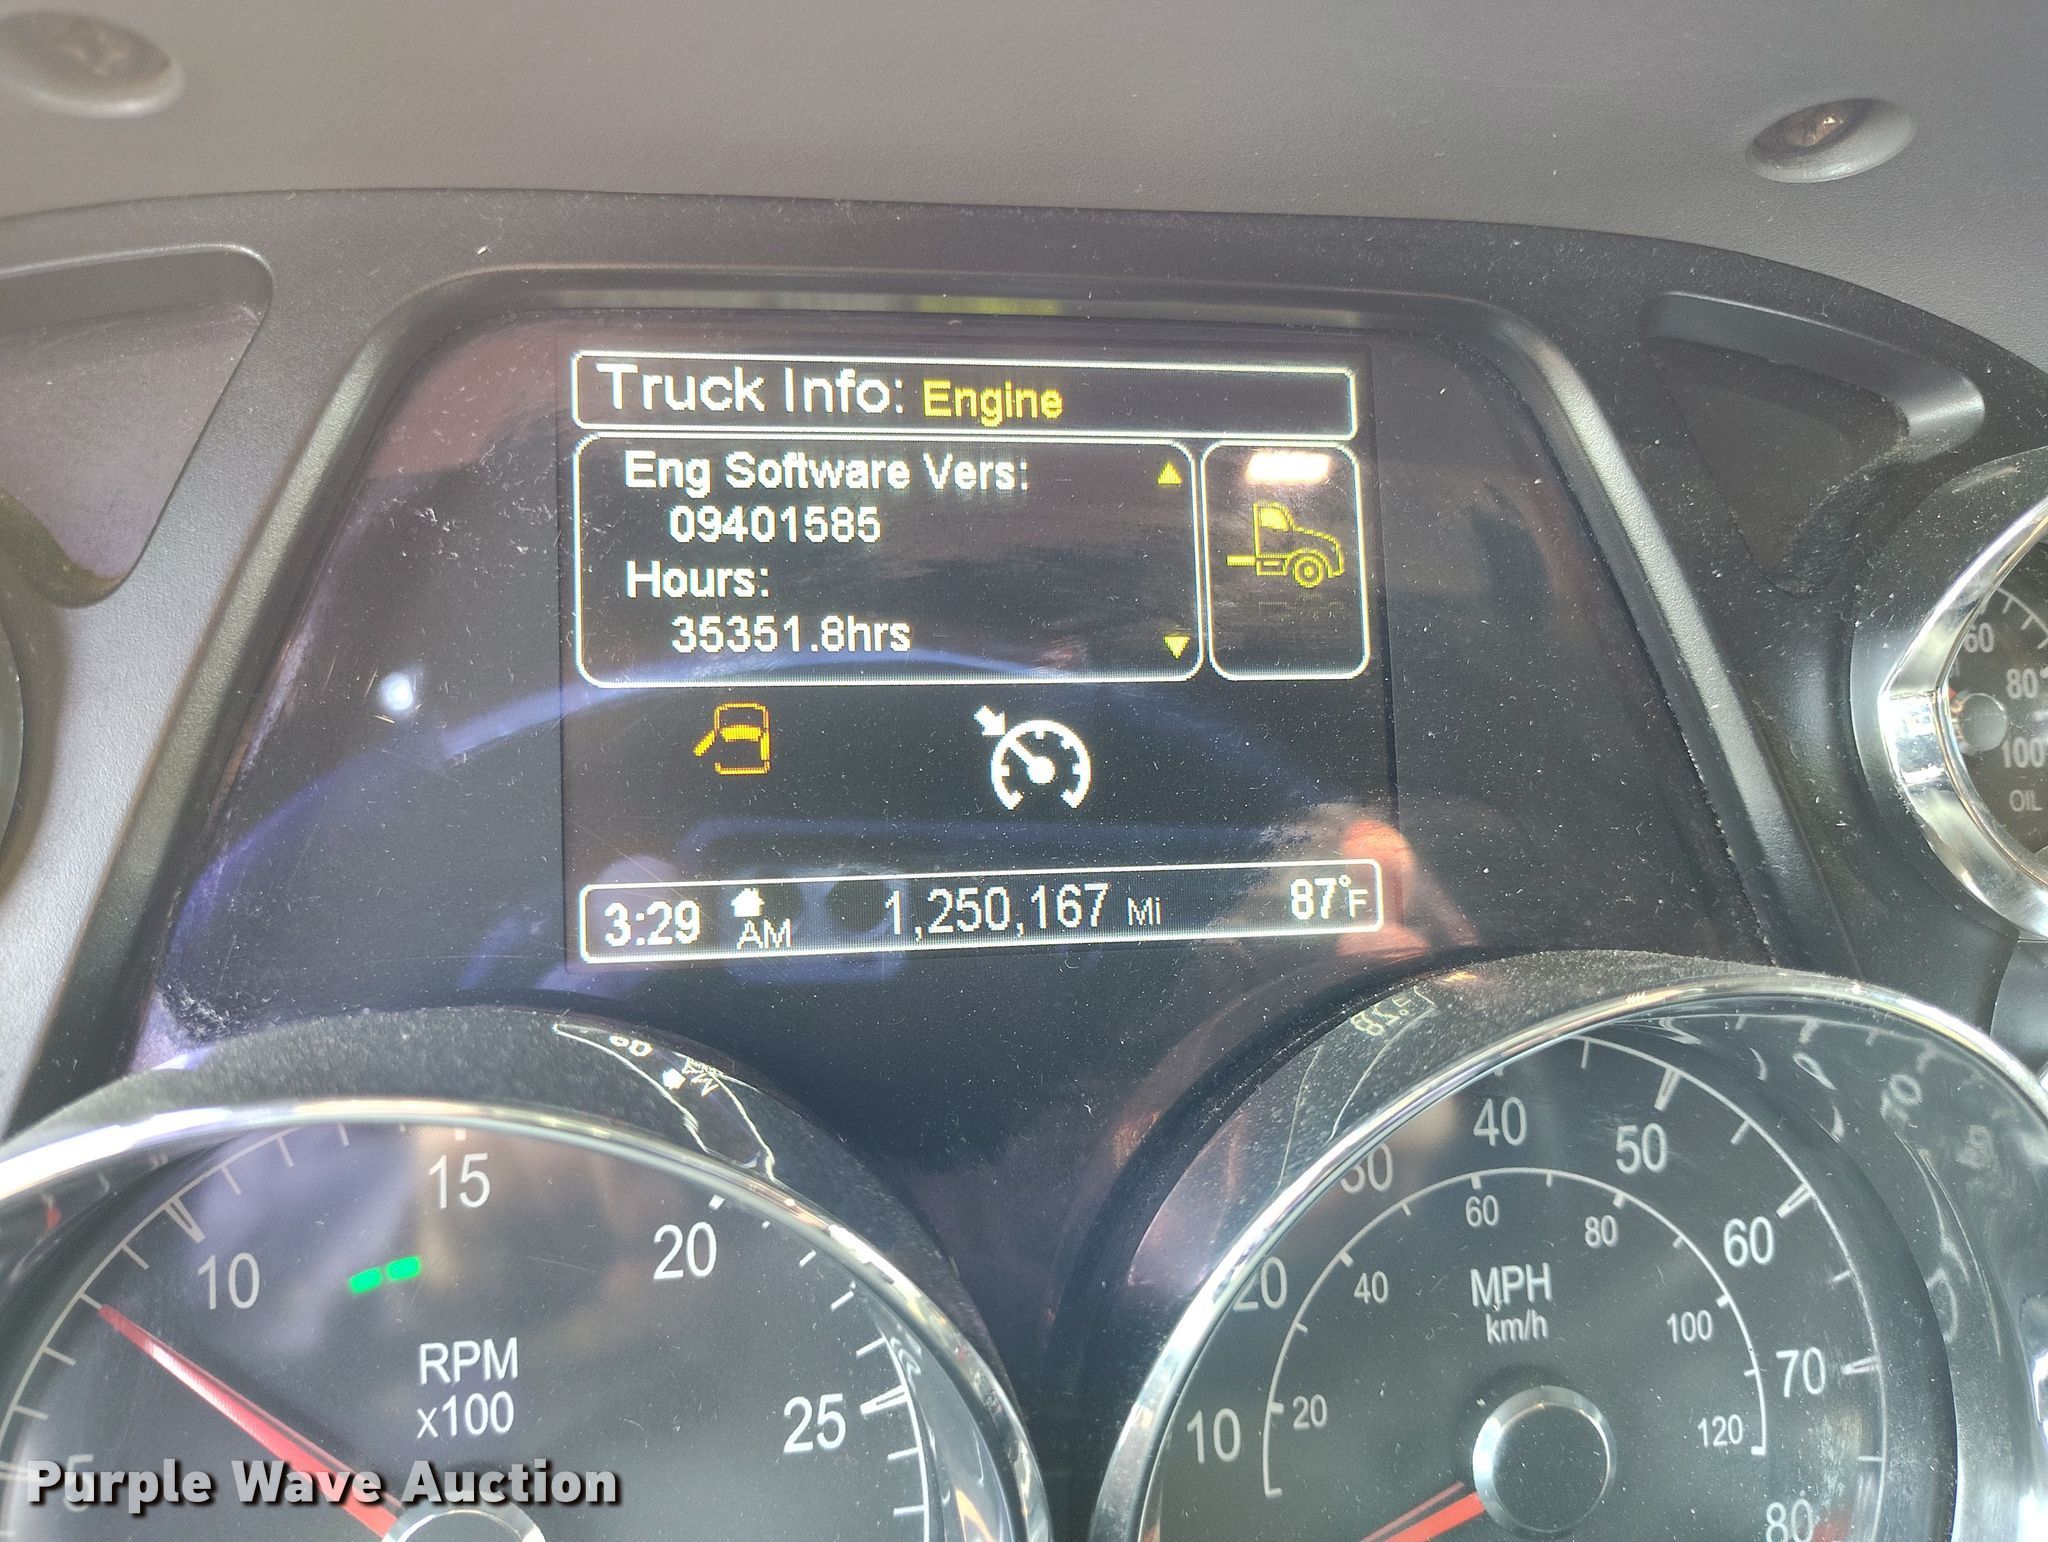 Truck Info: Engine
Eng Software Vers:
09401585
Hours:
35351.8hrs
3:29 AM 1,250,167 Mi 87°F
60
80
100
OIL
5
10
15
20
25
RPM
x100
10
20
30
40
50
60
70
80
MPH
km/h
20
40
60
80
100
120
Purple Wave Auction